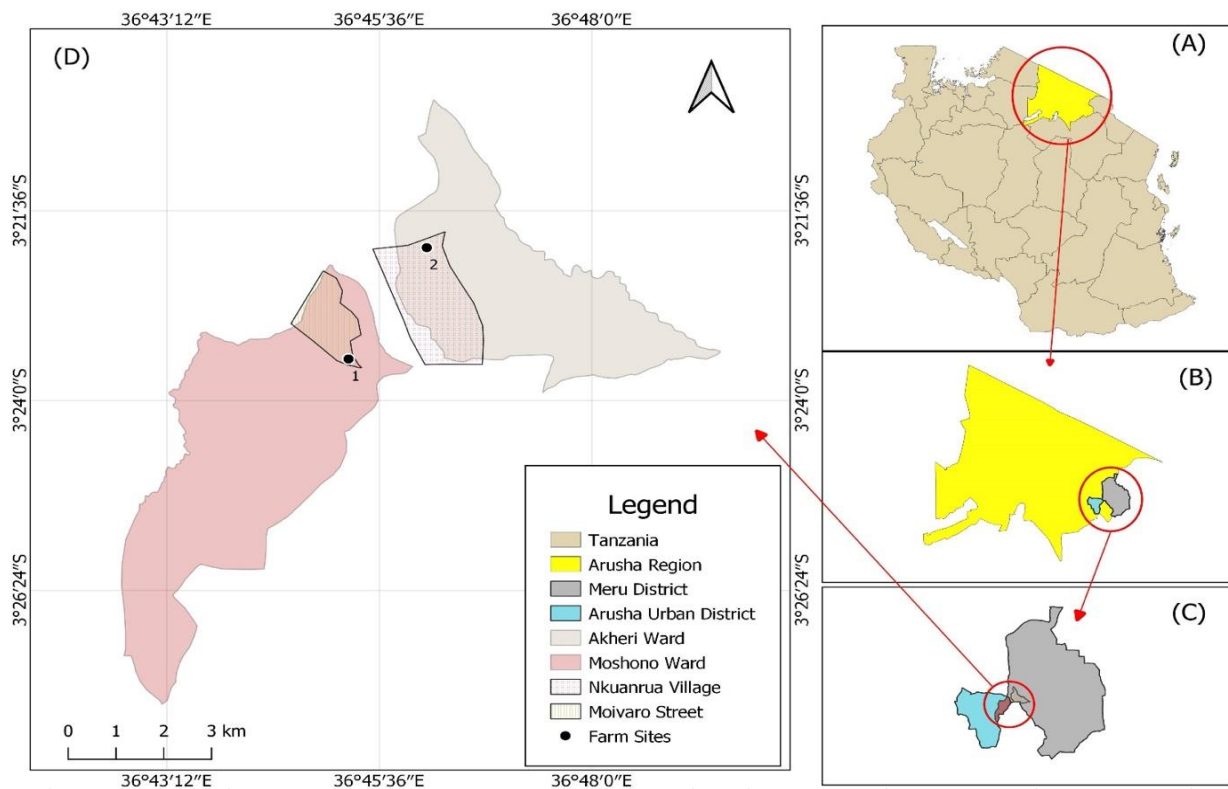 36°43′12″E 36°45′36″E 36°48′0″E
(D)
3°21′36″S
3°24′0″S
3°26′24″S
2
1
Legend
Tanzania
Arusha Region
Meru District
Arusha Urban District
Akheri Ward
Moshono Ward
Nkuanrua Village
Moivaro Street
Farm Sites
0 1 2 3 km
36°43′12″E 36°45′36″E 36°48′0″E
3°21′36″S
3°24′0″S
3°26′24″S
(A)
(B)
(C)